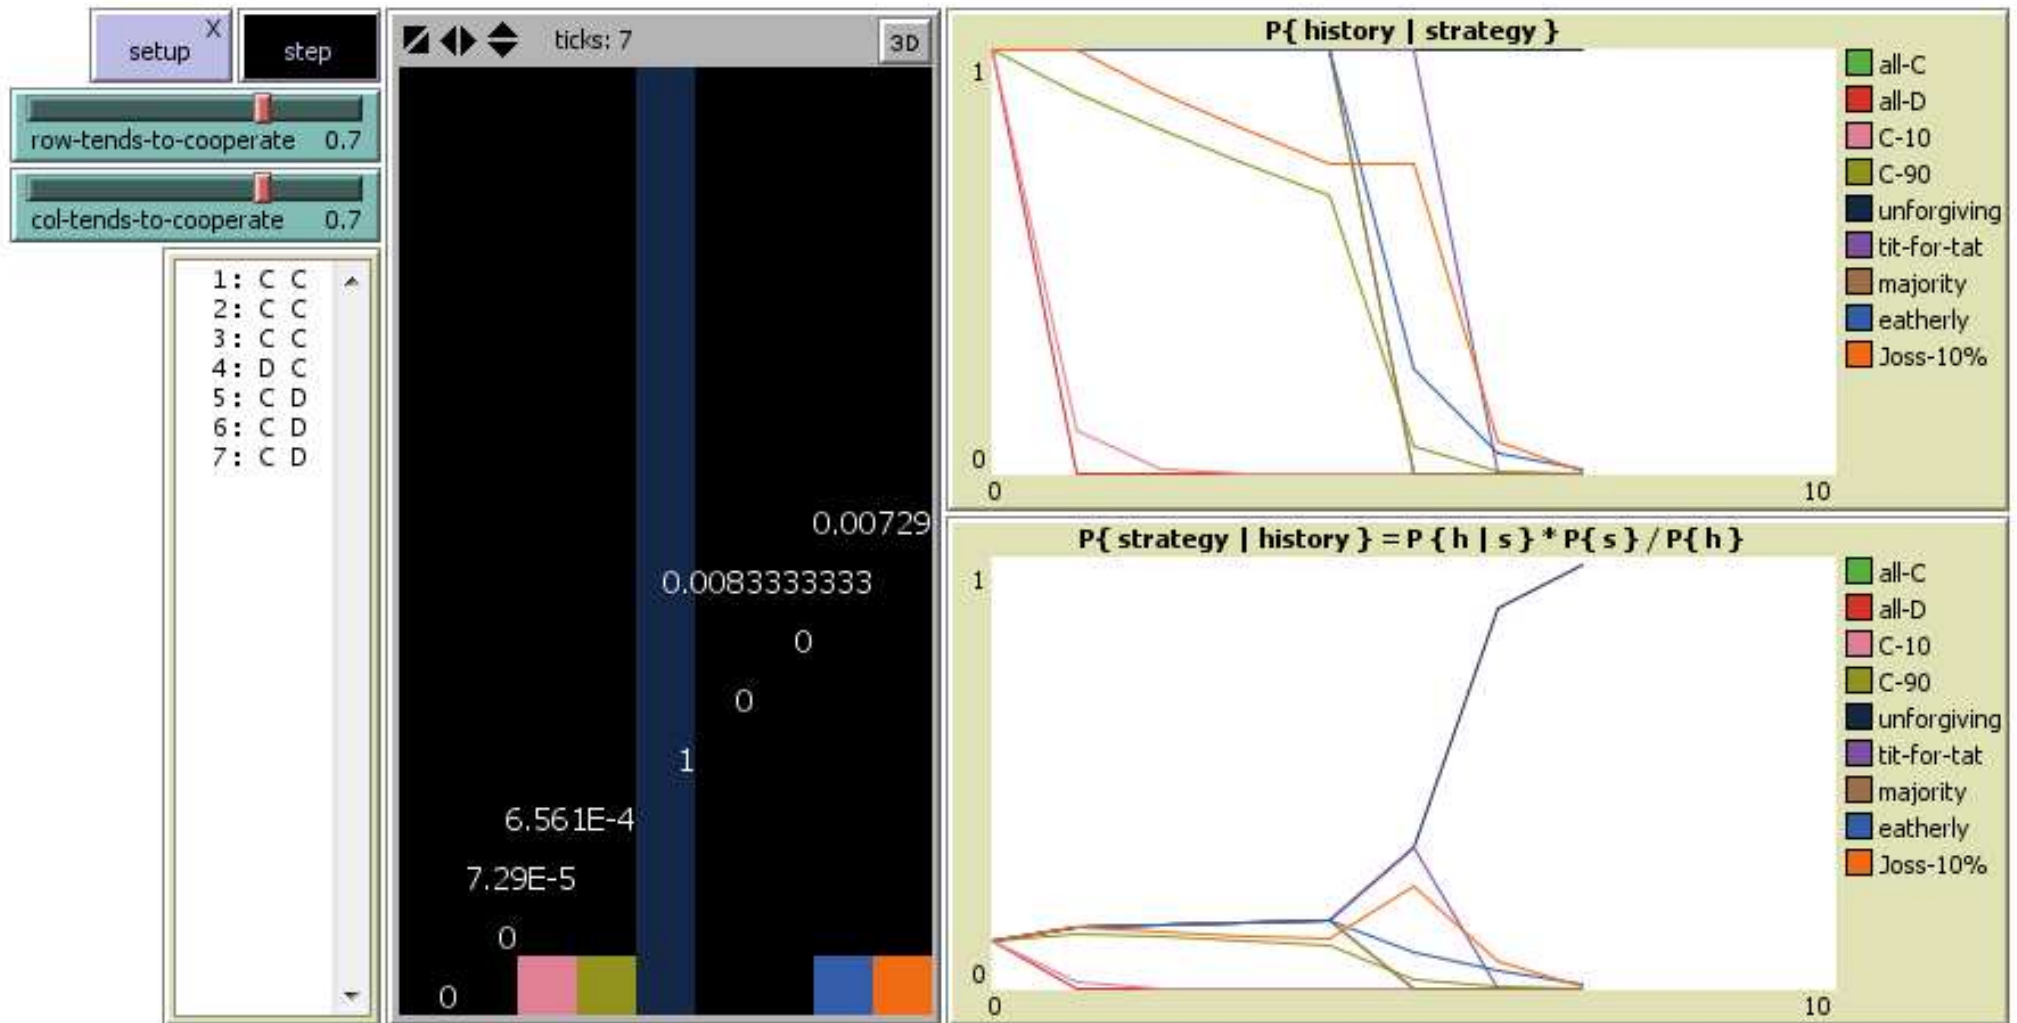 setup X
step
ticks: 7
3D
row-tends-to-cooperate 0.7
col-tends-to-cooperate 0.7
1: C C
2: C C
3: C C
4: D C
5: C D
6: C D
7: C D
0.00729
0.0083333333
0
0
1
6.561E-4
7.29E-5
0
0
P{ history | strategy }
1
0
0
10
all-C
all-D
C-10
C-90
unforgiving
tit-for-tat
majority
eatherly
Joss-10%
P{ strategy | history } = P { h | s } * P{ s } / P{ h }
1
0
0
10
all-C
all-D
C-10
C-90
unforgiving
tit-for-tat
majority
eatherly
Joss-10%